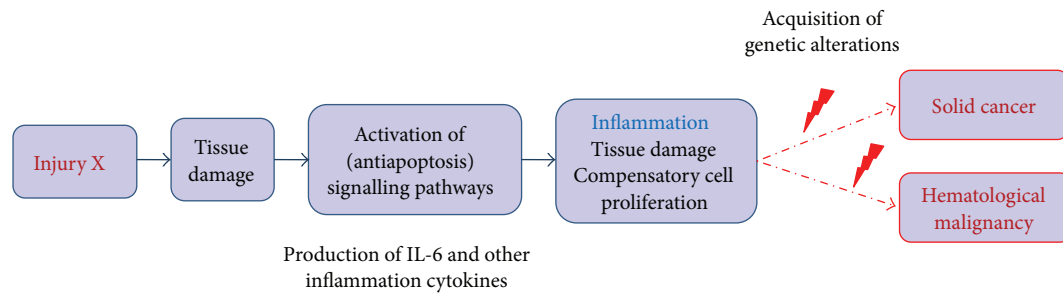 Acquisition of
genetic alterations
Injury X
Tissue
damage
Activation of
(antiapoptosis)
signalling pathways
Inflammation
Tissue damage
Compensatory cell
proliferation
Solid cancer
Hematological
malignancy
Production of IL-6 and other
inflammation cytokines